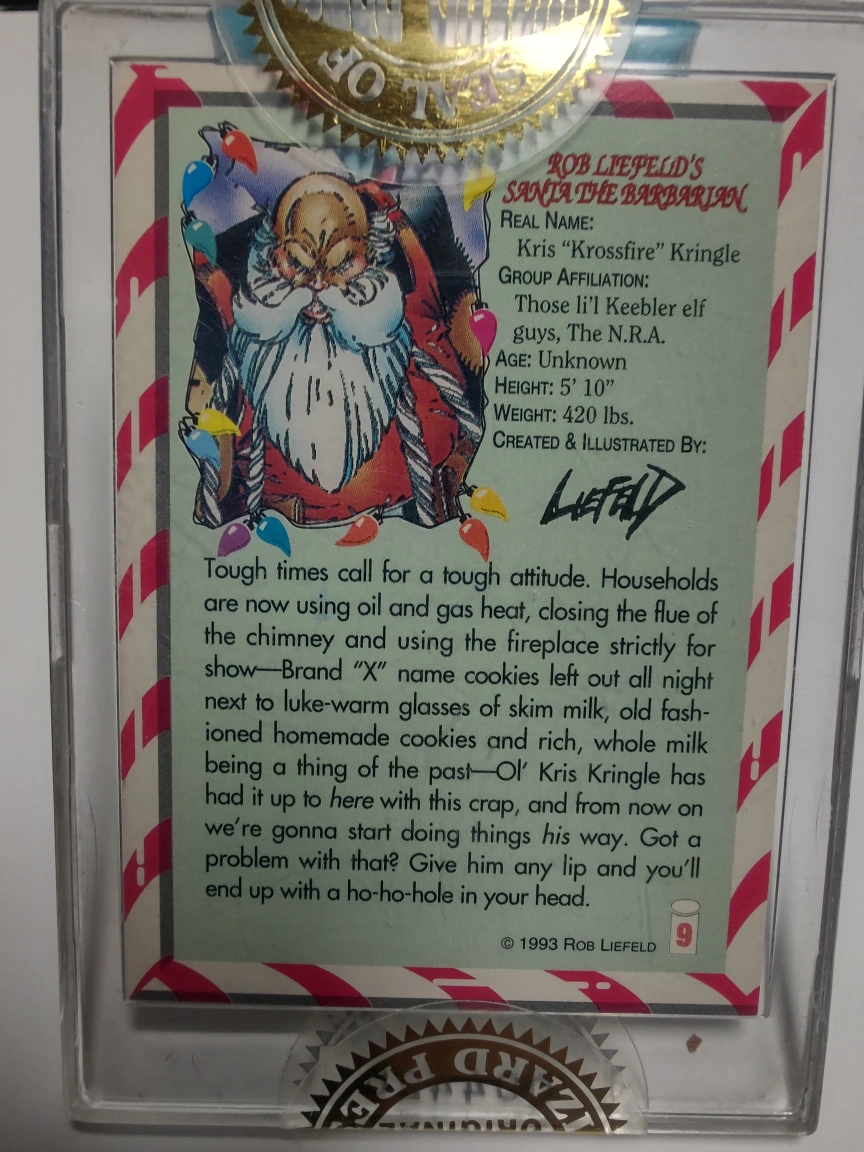 SEAL OF
ROB LIEFELD'S
SANTA THE BARBARIAN
REAL NAME:
Kris “Krossfire” Kringle
GROUP AFFILIATION:
Those li'l Keebler elf
guys, The N.R.A.
AGE: Unknown
HEIGHT: 5' 10”
WEIGHT: 420 lbs.
CREATED & ILLUSTRATED BY:
LIEFELD
Tough times call for a tough attitude. Households
are now using oil and gas heat, closing the flue of
the chimney and using the fireplace strictly for
show—Brand “X” name cookies left out all night
next to luke-warm glasses of skim milk, old fash-
ioned homemade cookies and rich, whole milk
being a thing of the past—Ol' Kris Kringle has
had it up to here with this crap, and from now on
we're gonna start doing things his way. Got a
problem with that? Give him any lip and you'll
end up with a ho-ho-hole in your head.
© 1993 ROB LIEFELD
9